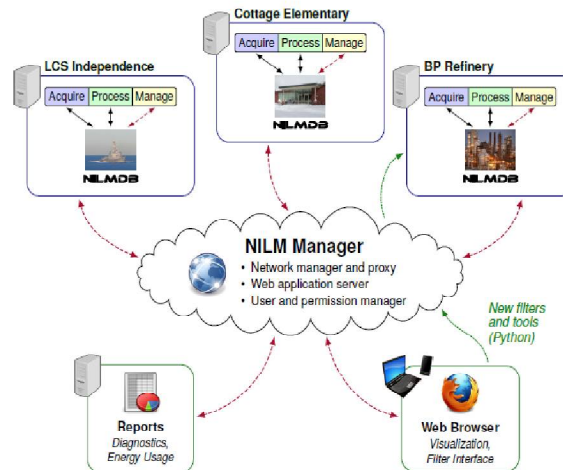 Cottage Elementary
Acquire Process Manage
NILMDB
LCS Independence
Acquire Process Manage
NILMDB
BP Refinery
Acquire Process Manage
NILMDB
NILM Manager
• Network manager and proxy
• Web application server
• User and permission manager
New filters
and tools
(Python)
Reports
Diagnostics,
Energy Usage
Web Browser
Visualization,
Filter Interface